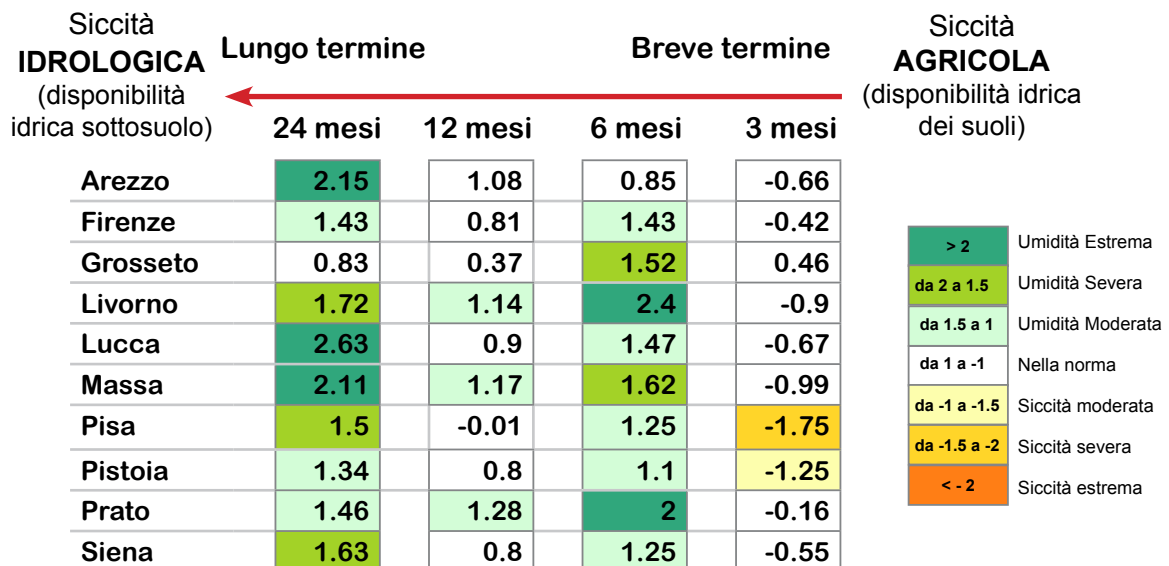 Siccità
IDROLOGICA
(disponibilità
idrica sottosuolo)
Lungo termine
Breve termine
Siccità
AGRICOLA
(disponibilità idrica
dei suoli)
24 mesi 12 mesi 6 mesi 3 mesi
Arezzo 2.15 1.08 0.85 -0.66
Firenze 1.43 0.81 1.43 -0.42
Grosseto 0.83 0.37 1.52 0.46
Livorno 1.72 1.14 2.4 -0.9
Lucca 2.63 0.9 1.47 -0.67
Massa 2.11 1.17 1.62 -0.99
Pisa 1.5 -0.01 1.25 -1.75
Pistoia 1.34 0.8 1.1 -1.25
Prato 1.46 1.28 2 -0.16
Siena 1.63 0.8 1.25 -0.55
> 2 Umidità Estrema
da 2 a 1.5 Umidità Severa
da 1.5 a 1 Umidità Moderata
da 1 a -1 Nella norma
da -1 a -1.5 Siccità moderata
da -1.5 a -2 Siccità severa
< - 2 Siccità estrema